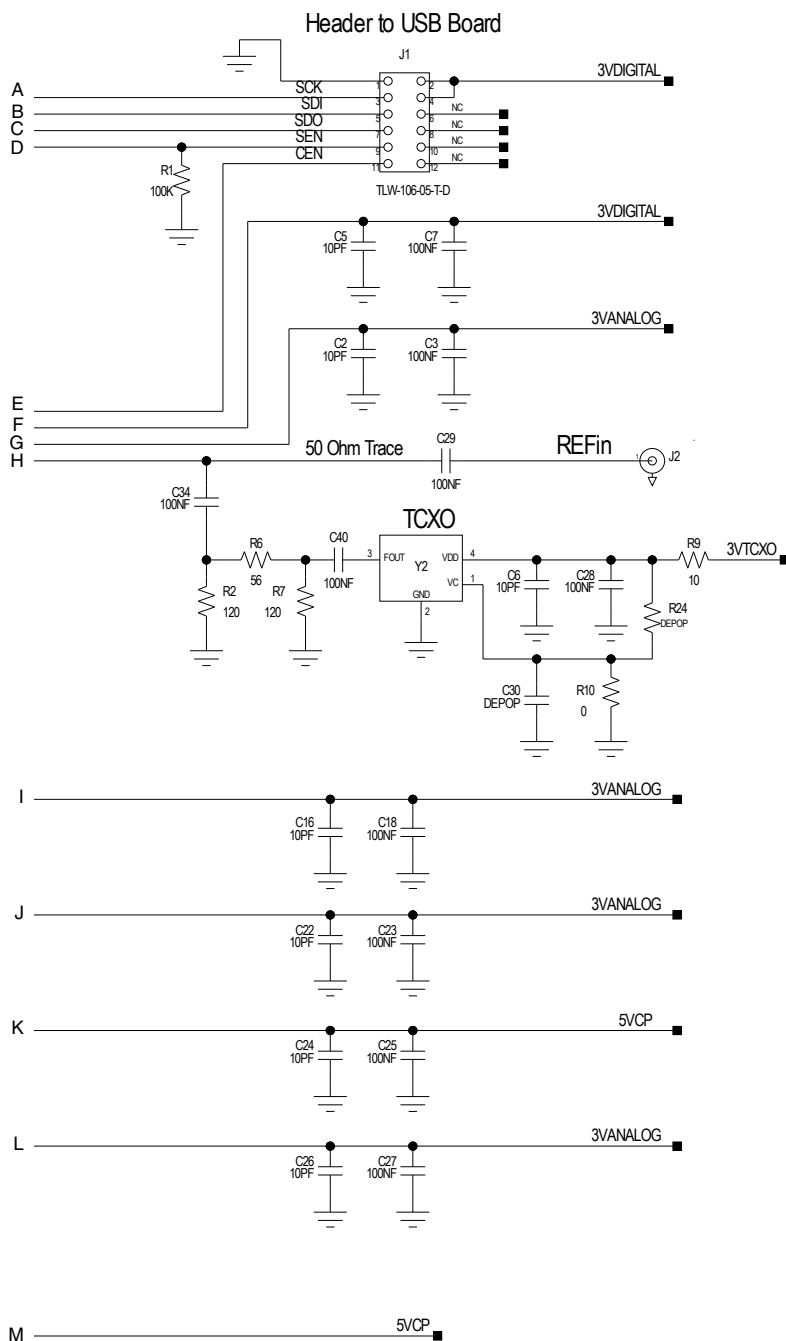 Header to USB Board
J1
3VDIGITAL
A SCK 1 2
B SDI 3 4 NC
C SDO 5 6 NC
D SEN 7 8 NC
CEN 9 10 NC
11 12
R1
100K
TLW-106-05-T-D
3VDIGITAL
C5
10PF
C7
100NF
3VANALOG
C2
10PF
C3
100NF
E
F
G
H
50 Ohm Trace
C29
100NF
REFin
1
J2
C34
100NF
TCXO
R6
56
C40
100NF
3 FOUT
Y2
VDD 4
VC 1
GND
2
R9
10
3VTCXO
R2
120
R7
120
C6
10PF
C28
100NF
R24
DEPOP
C30
DEPOP
R10
0
I
3VANALOG
C16
10PF
C18
100NF
J
3VANALOG
C22
10PF
C23
100NF
K
5VCP
C24
10PF
C25
100NF
L
3VANALOG
C26
10PF
C27
100NF
M
5VCP